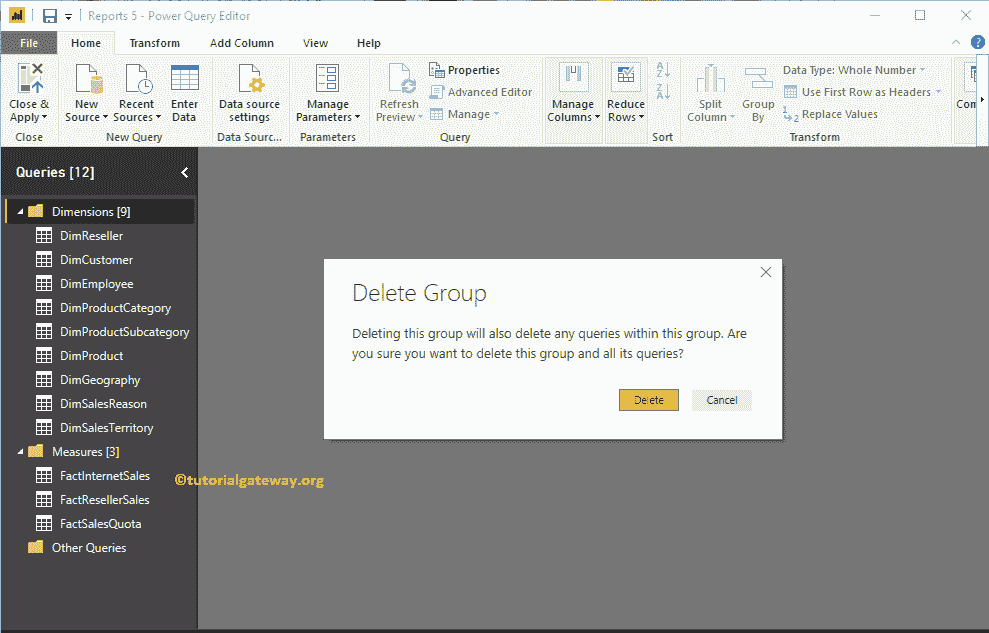 Reports 5 - Power Query Editor
File Home Transform Add Column View Help
Close & Apply
New Source
Recent Sources
Enter Data
Data source settings
Manage Parameters
Refresh Preview
Properties
Advanced Editor
Manage
Manage Columns
Reduce Rows
A Z
Z A
Split Column
Group By
Data Type: Whole Number
Use First Row as Headers
1 2 Replace Values
Com
Close New Query Data Sourc... Parameters Query Sort Transform
Queries [12]
Dimensions [9]
DimReseller
DimCustomer
DimEmployee
DimProductCategory
DimProductSubcategory
DimProduct
DimGeography
DimSalesReason
DimSalesTerritory
Measures [3]
FactInternetSales
FactResellerSales
FactSalesQuota
Other Queries
Delete Group
Deleting this group will also delete any queries within this group. Are
you sure you want to delete this group and all its queries?
Delete Cancel
©tutorialgateway.org